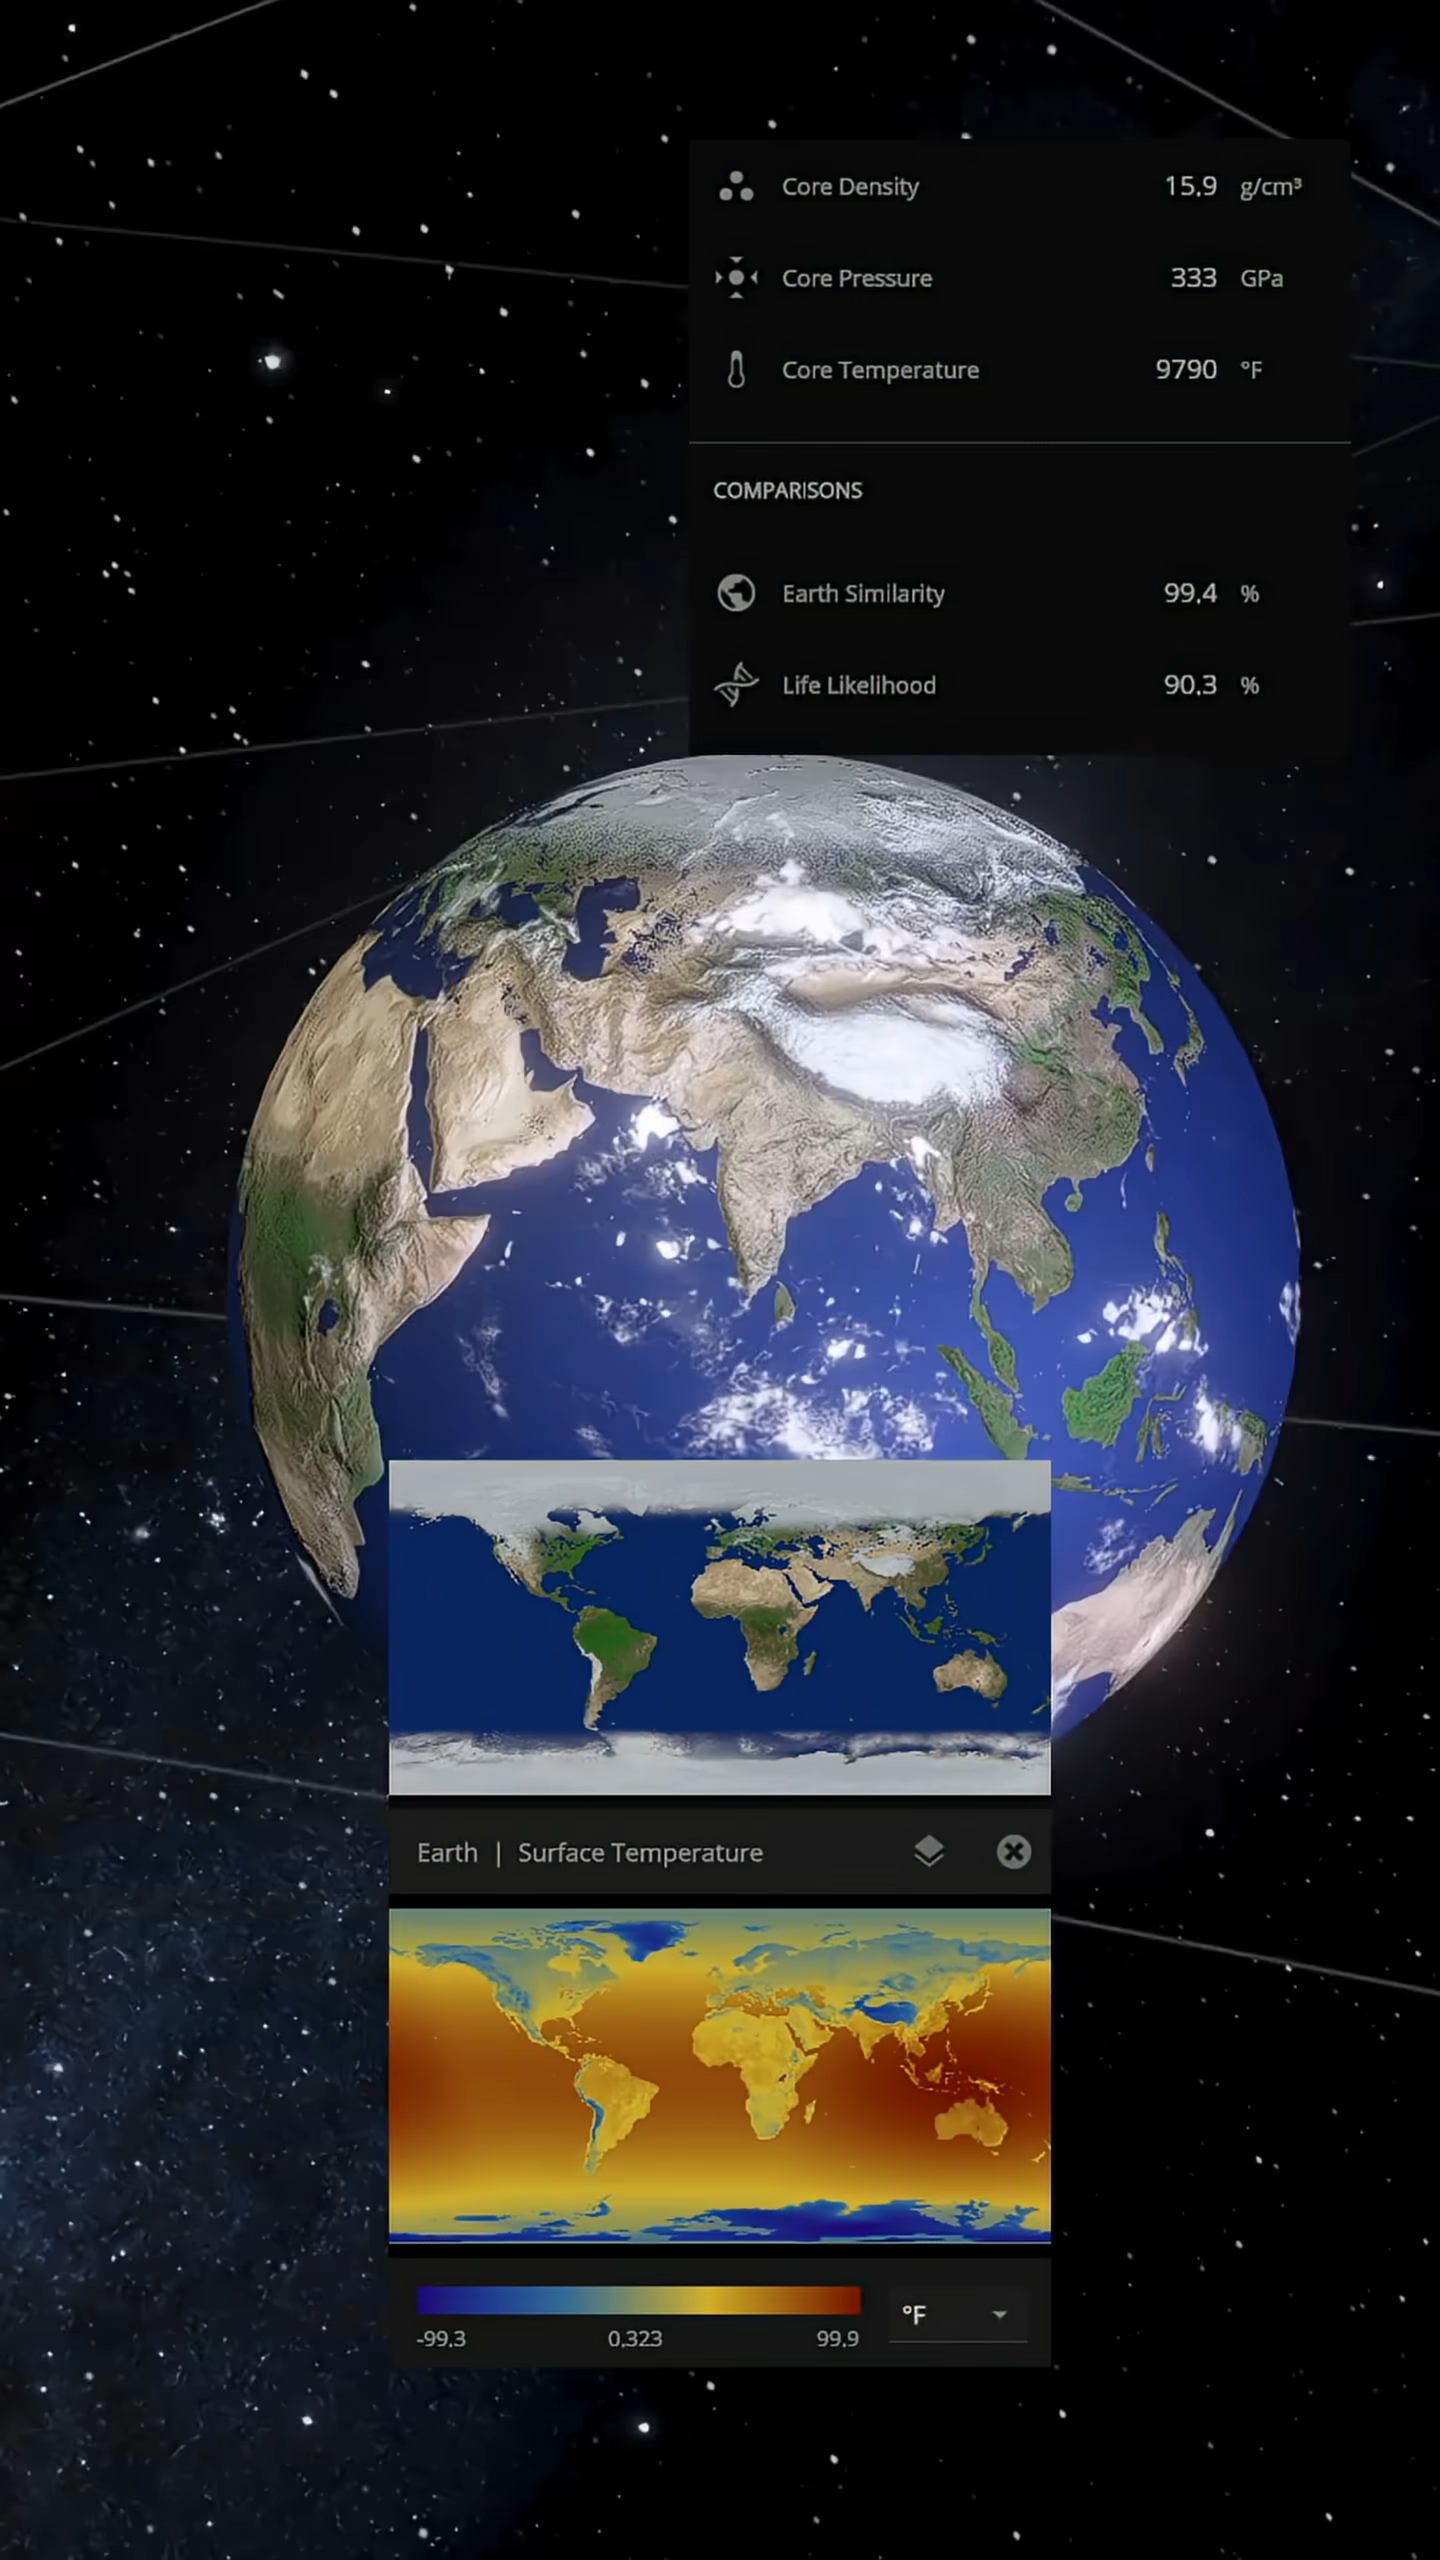 Core Density 15.9 g/cm³
Core Pressure 333 GPa
Core Temperature 9790 °F
COMPARISONS
Earth Similarity 99.4 %
Life Likelihood 90.3 %
Earth | Surface Temperature
°F
-99.3 0.323 99.9